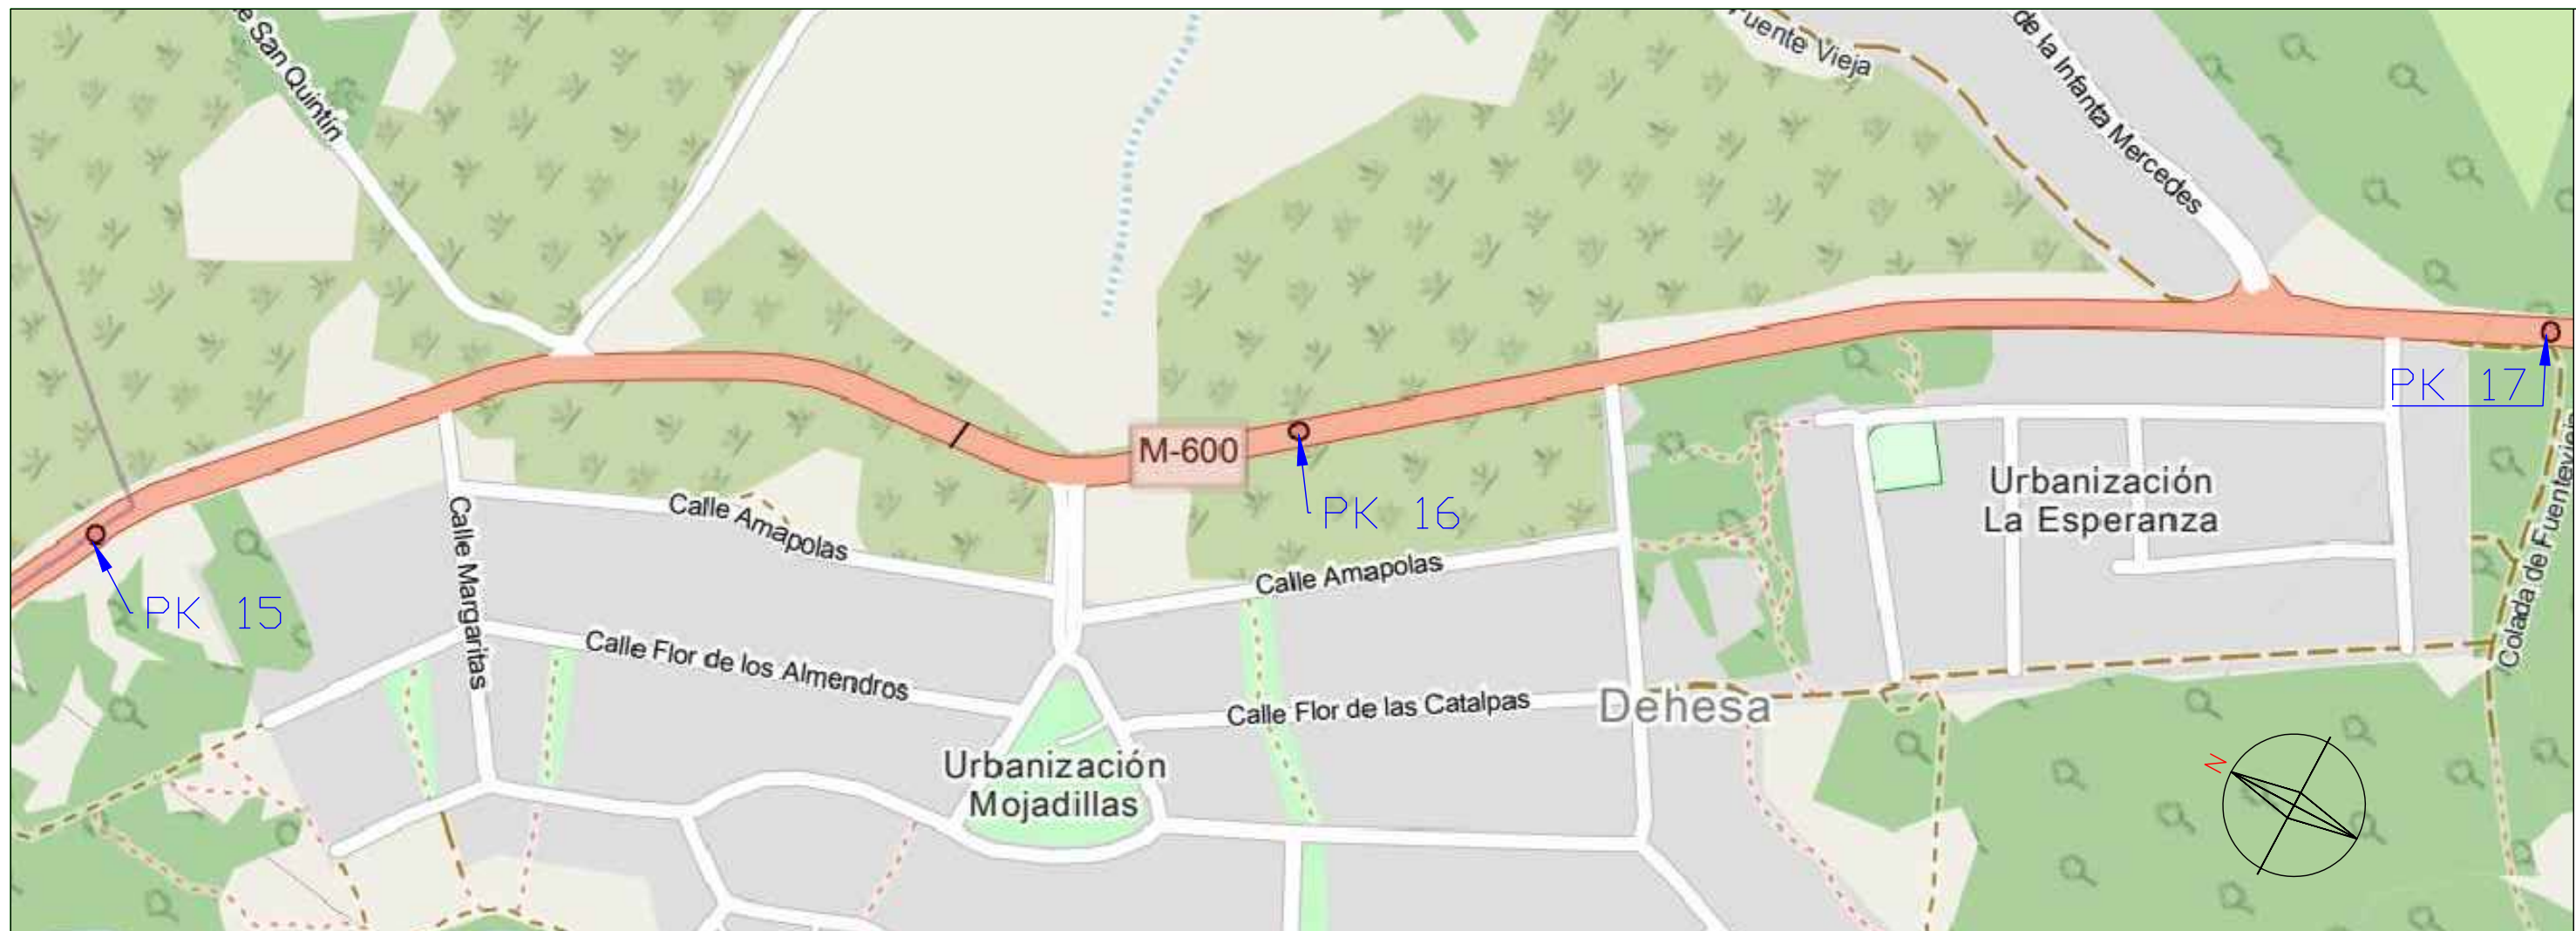 e San Quintín
Fuente Vieja
de la Infanta Mercedes
PK 17
M-600
PK 16
Urbanización
La Esperanza
Calle Amapolas
Calle Margaritas
Calle Amapolas
PK 15
Colada de Fuentevieja
Calle Flor de los Almendros
Calle Flor de las Catalpas
Dehesa
Urbanización
Mojadillas
N